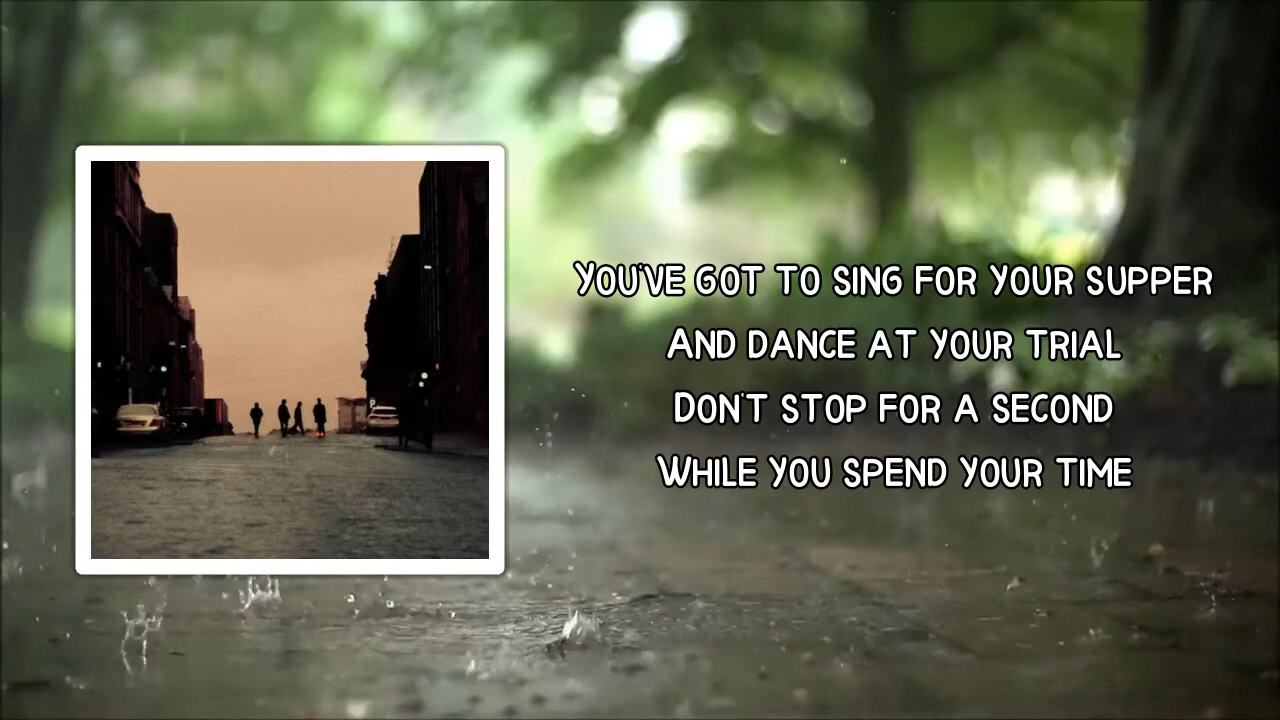 YOU'VE GOT TO SING FOR YOUR SUPPER
AND DANCE AT YOUR TRIAL
DON'T STOP FOR A SECOND
WHILE YOU SPEND YOUR TIME